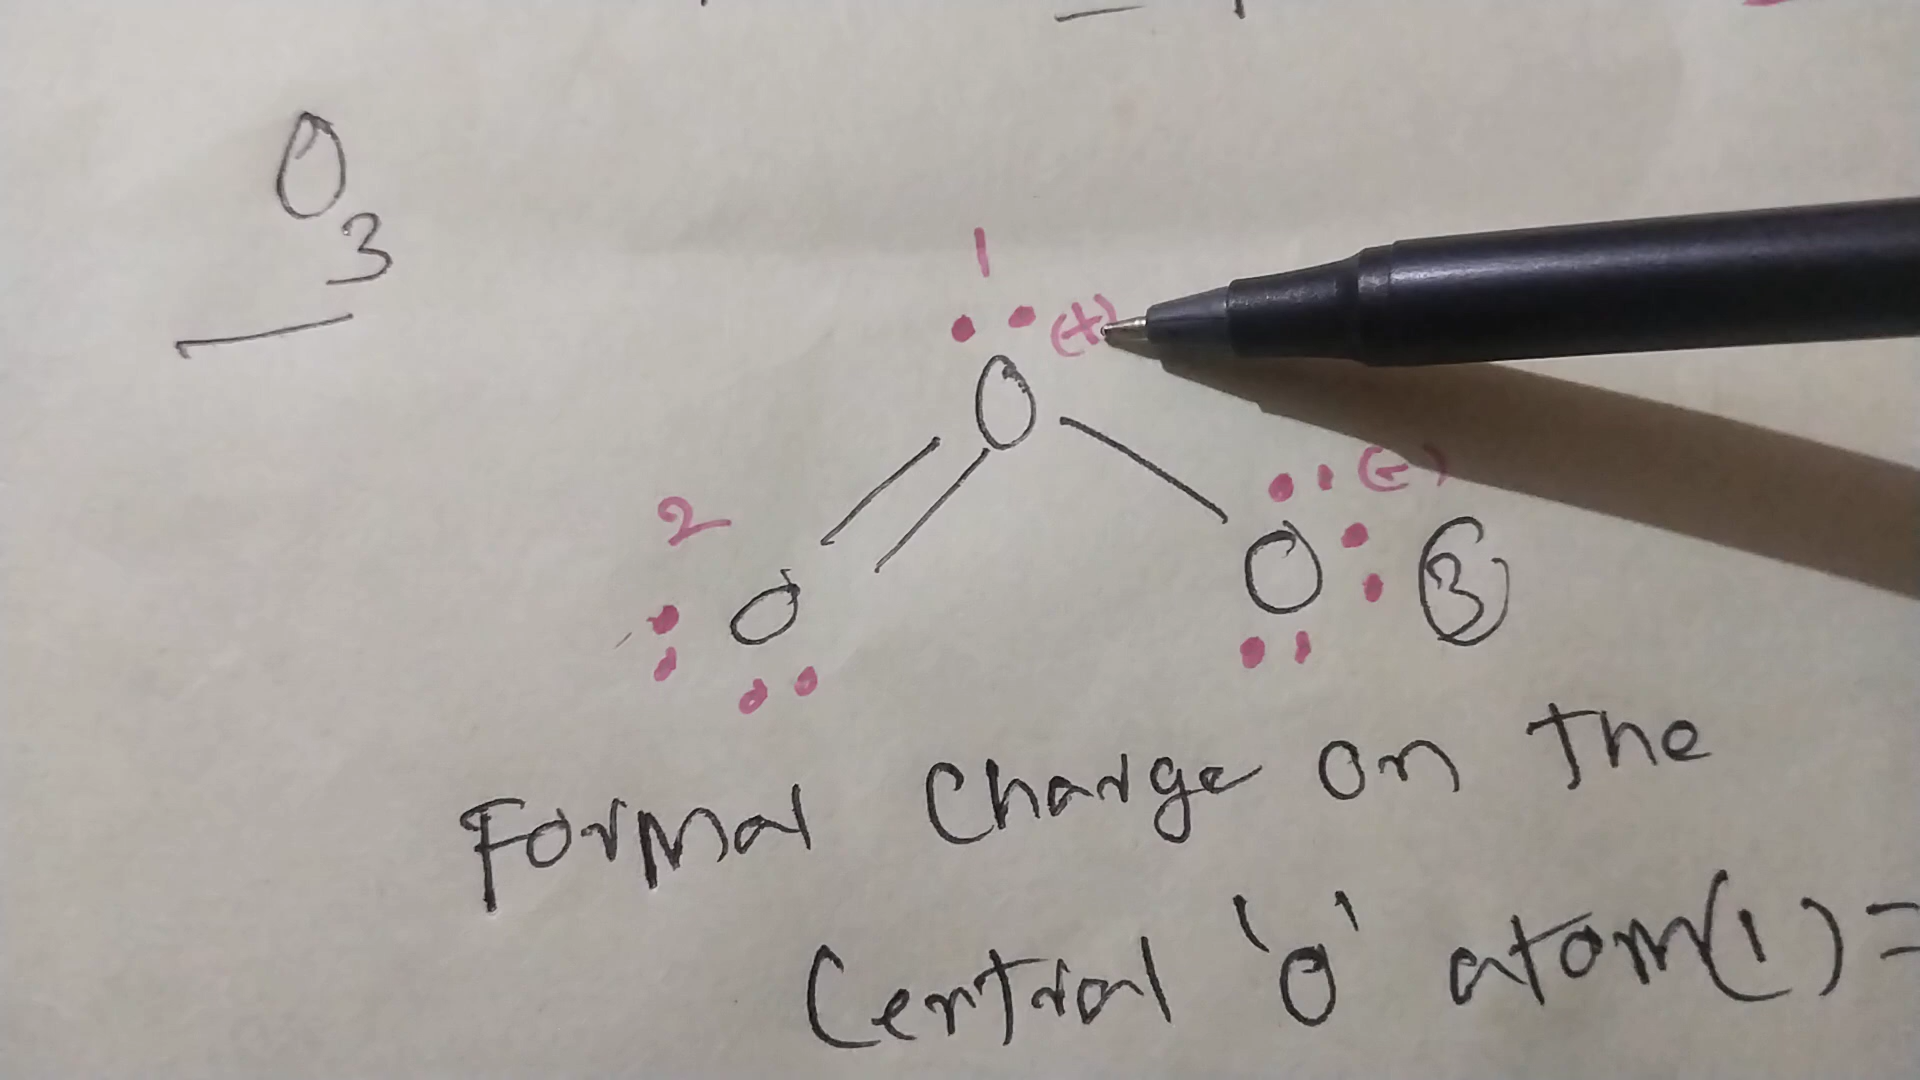 O3
1
(+)
O
(-)
2
O
O
3
Formal Charge on The
Central 'O' atom(1)=